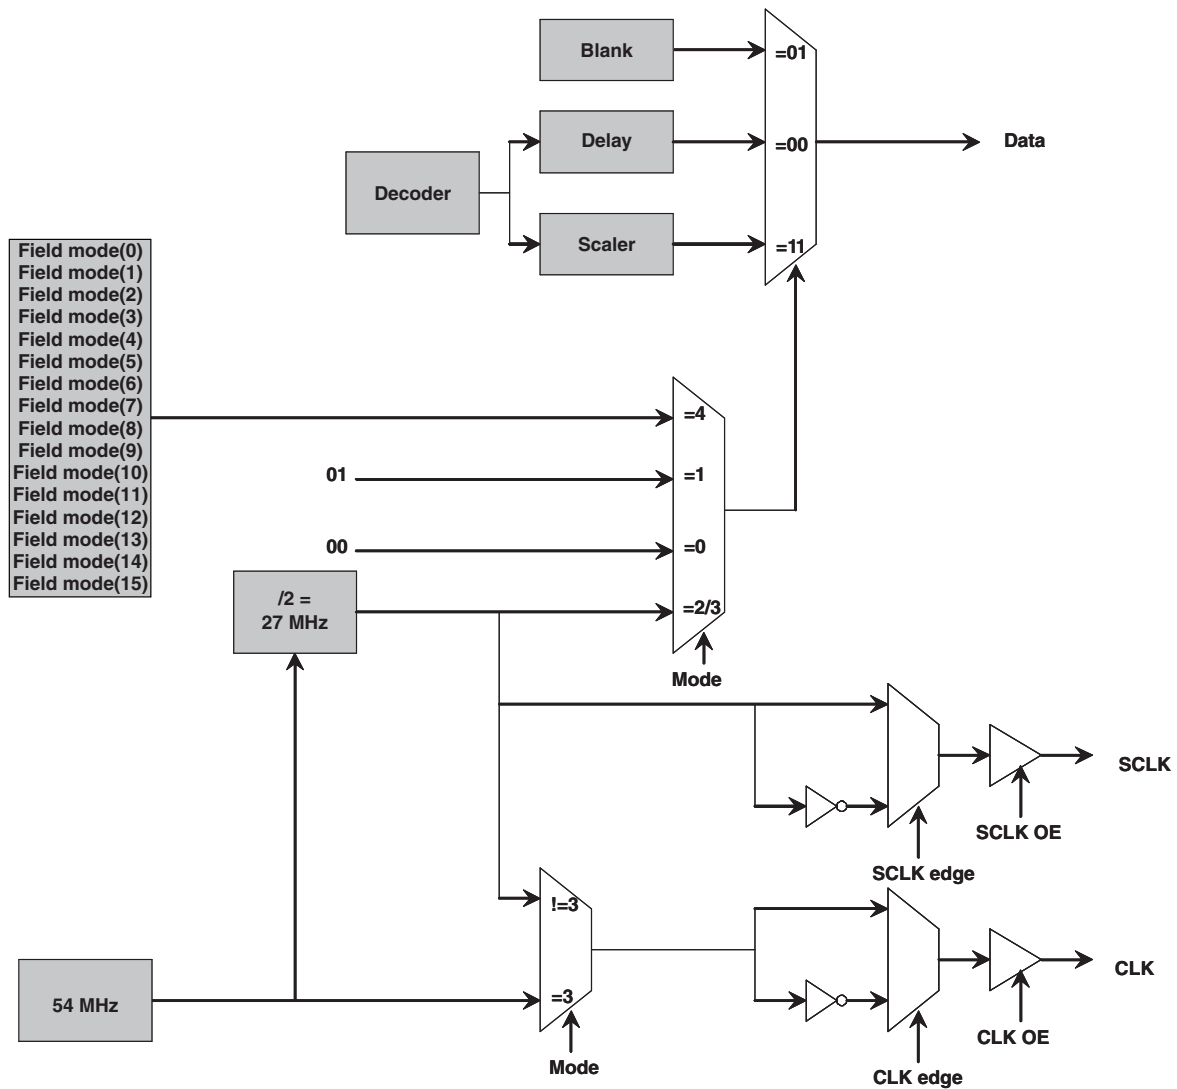 Blank
=01
Delay
=00
Data
Decoder
Scaler
=11
Field mode(0)
Field mode(1)
Field mode(2)
Field mode(3)
Field mode(4)
Field mode(5)
Field mode(6)
Field mode(7)
Field mode(8)
Field mode(9)
Field mode(10)
Field mode(11)
Field mode(12)
Field mode(13)
Field mode(14)
Field mode(15)
=4
01
=1
00
=0
/2 =
27 MHz
=2/3
Mode
SCLK
SCLK OE
SCLK edge
!=3
54 MHz
=3
Mode
CLK
CLK OE
CLK edge